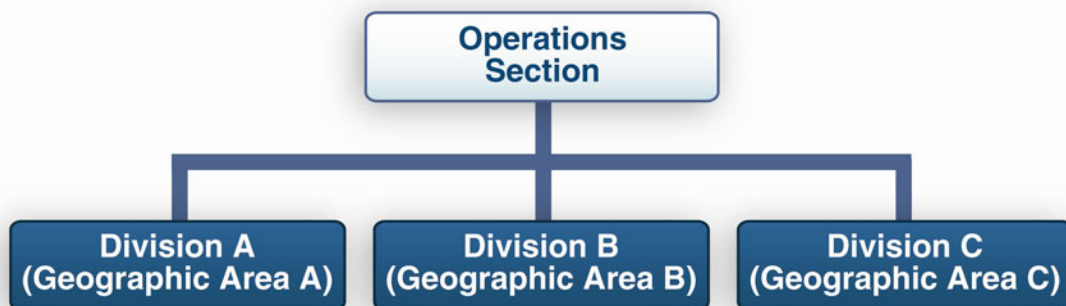 Operations
Section
Division A
(Geographic Area A)
Division B
(Geographic Area B)
Division C
(Geographic Area C)